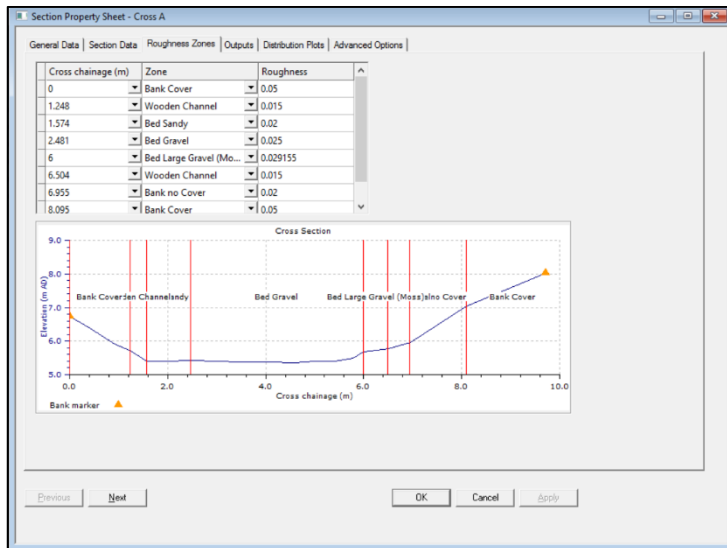 Section Property Sheet - Cross A
General Data Section Data Roughness Zones Outputs Distribution Plots Advanced Options
Cross chainage (m) Zone Roughness
0 Bank Cover 0.05
1.248 Wooden Channel 0.015
1.574 Bed Sandy 0.02
2.481 Bed Gravel 0.025
6 Bed Large Gravel (Mo... 0.029155
6.504 Wooden Channel 0.015
6.955 Bank no Cover 0.02
8.095 Bank Cover 0.05
Cross Section
9.0
8.0
Bank Coverden Channelsndy Bed Gravel Bed Large Gravel (Moss)slno Cover Bank Cover
7.0
6.0
5.0
Elevation (m AD)
0.0 2.0 4.0 6.0 8.0 10.0
Cross chainage (m)
Bank marker
Previous Next OK Cancel Apply